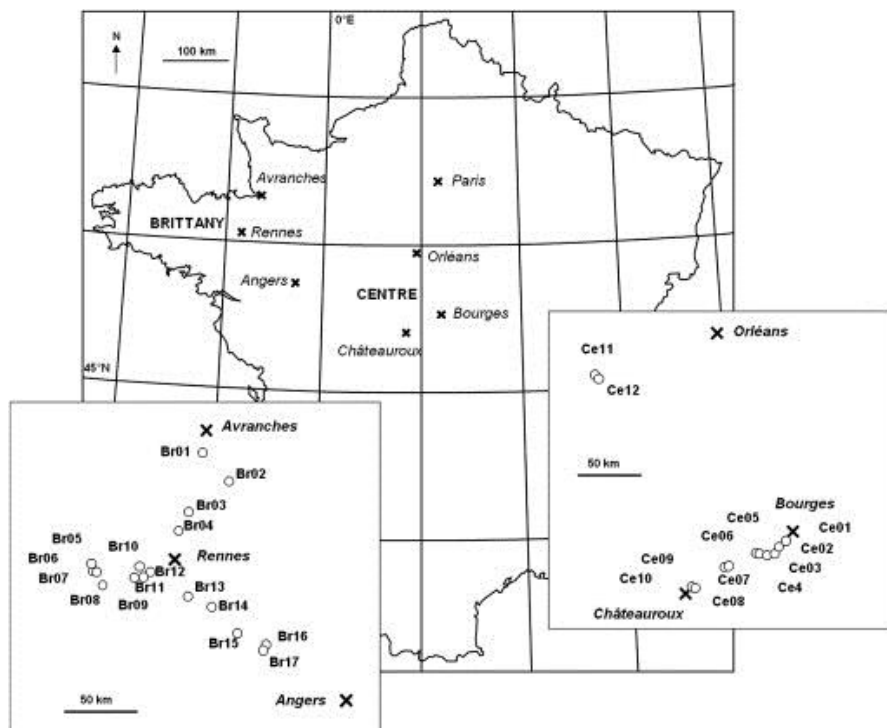 0°E
N
100 km
Avranches
Paris
BRITTANY
Rennes
Orléans
Angers
CENTRE
Bourges
Châteauroux
45°N
Orléans
Ce11
Ce12
50 km
Bourges
Ce05
Ce01
Ce06
Ce02
Ce09
Ce03
Ce10
Ce07
Ce4
Châteauroux
Ce08
Avranches
Br01
Br02
Br03
Br04
Br05
Br10
Rennes
Br06
Br12
Br07
Br11
Br13
Br08
Br09
Br14
Br15
Br16
Br17
50 km
Angers